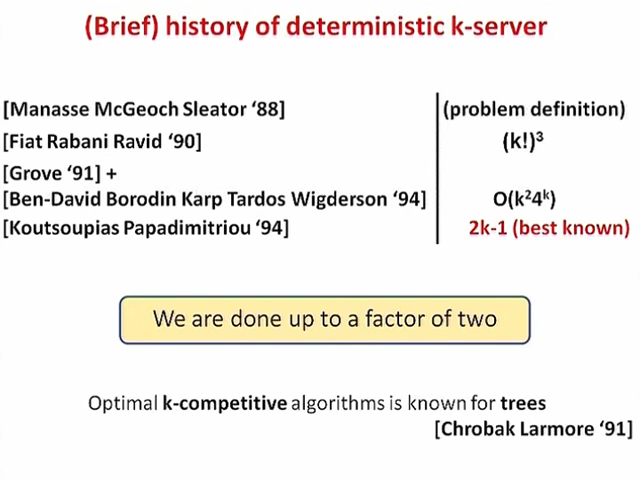 (Brief) history of deterministic k-server
[Manasse McGeoch Sleator ‘88] (problem definition)
[Fiat Rabani Ravid ‘90] (k!)³
[Grove ‘91] +
[Ben-David Borodin Karp Tardos Wigderson ‘94] O(k²4ᵏ)
[Koutsoupias Papadimitriou ‘94] 2k-1 (best known)
We are done up to a factor of two
Optimal k-competitive algorithms is known for trees
[Chrobak Larmore ‘91]